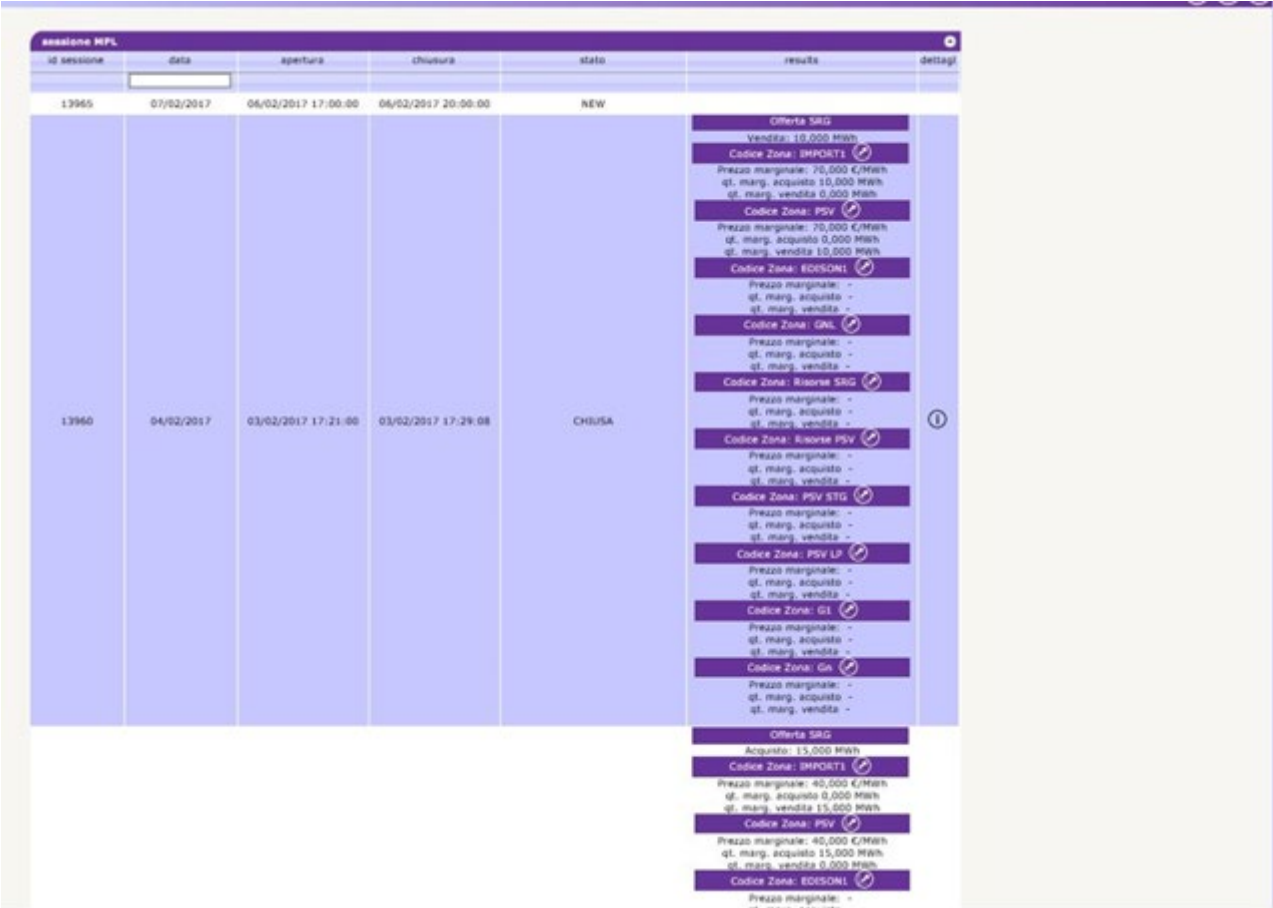 sessione MPL
id sessione data apertura chiusura stato results dettagl
13965 07/02/2017 06/02/2017 17:00:00 06/02/2017 20:00:00 NEW
Offerta SRG
Vendita: 10,000 MWh
Codice Zona: IMPORT1
Prezzo marginale: 70,000 €/MWh
qt. marg. acquisto 10,000 MWh
qt. marg. vendita 0,000 MWh
Codice Zona: PSV
Prezzo marginale: 70,000 €/MWh
qt. marg. acquisto 0,000 MWh
qt. marg. vendita 10,000 MWh
Codice Zona: EDISON1
Prezzo marginale: -
qt. marg. acquisto -
qt. marg. vendita -
Codice Zona: GNL
Prezzo marginale: -
qt. marg. acquisto -
qt. marg. vendita -
Codice Zona: Risorse SRG
Prezzo marginale: -
qt. marg. acquisto -
13960 04/02/2017 03/02/2017 17:21:00 03/02/2017 17:29:08 CHIUSA
qt. marg. vendita -
Codice Zona: Risorse PSV
Prezzo marginale: -
qt. marg. acquisto -
qt. marg. vendita -
Codice Zona: PSV STG
Prezzo marginale: -
qt. marg. acquisto -
qt. marg. vendita -
Codice Zona: PSV LP
Prezzo marginale: -
qt. marg. acquisto -
qt. marg. vendita -
Codice Zona: G1
Prezzo marginale: -
qt. marg. acquisto -
qt. marg. vendita -
Codice Zona: Gn
Prezzo marginale: -
qt. marg. acquisto -
qt. marg. vendita -
Offerta SRG
Acquisto: 15,000 MWh
Codice Zona: IMPORT1
Prezzo marginale: 40,000 €/MWh
qt. marg. acquisto 0,000 MWh
qt. marg. vendita 15,000 MWh
Codice Zona: PSV
Prezzo marginale: 40,000 €/MWh
qt. marg. acquisto 15,000 MWh
qt. marg. vendita 0,000 MWh
Codice Zona: EDISON1
Prezzo marginale: -